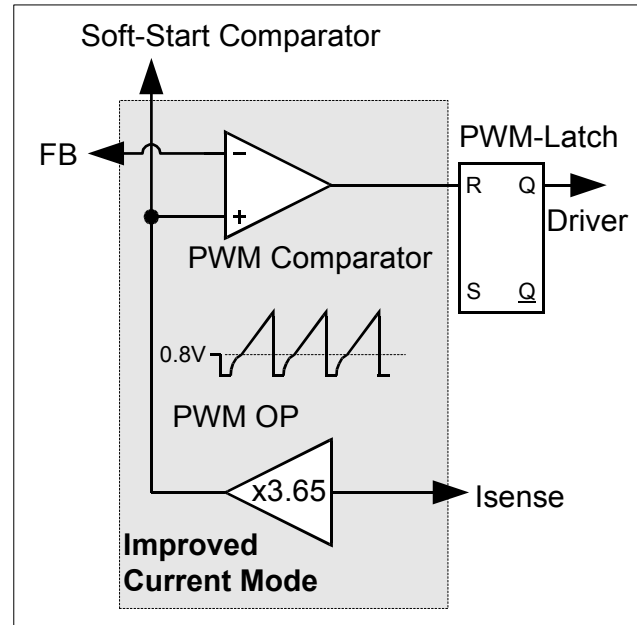 Soft-Start Comparator
FB
PWM-Latch
−
+
R Q
Driver
PWM Comparator
S Q
0.8V
PWM OP
x3.65
Isense
Improved
Current Mode